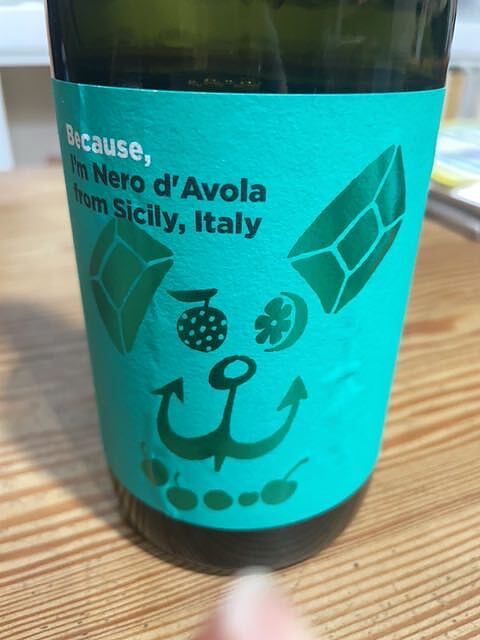 Because,
I'm Nero d'Avola
from Sicily, Italy